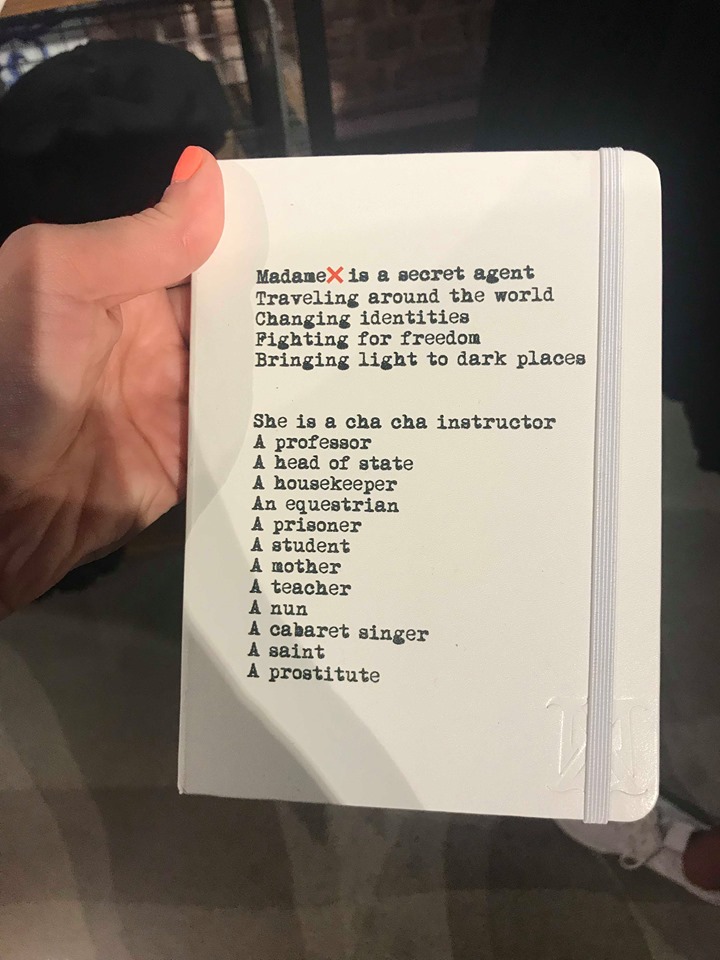 Madame❌ is a secret agent
Traveling around the world
Changing identities
Fighting for freedom
Bringing light to dark places
She is a cha cha instructor
A professor
A head of state
A housekeeper
An equestrian
A prisoner
A student
A mother
A teacher
A nun
A cabaret singer
A saint
A prostitute